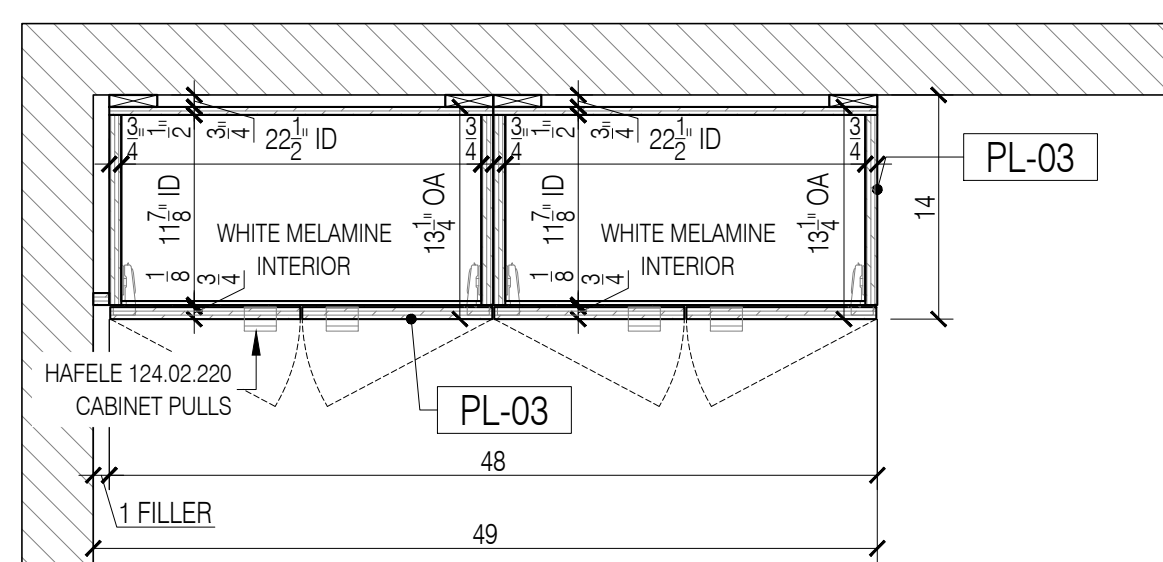 3/4" 1/2" 3/4 22 1/2" ID 3/4 3/4" 1/2" 3/4 22 1/2" ID 3/4
PL-03
11 7/8" ID 13 1/4" OA 11 7/8" ID 13 1/4" OA 14
WHITE MELAMINE
INTERIOR
WHITE MELAMINE
INTERIOR
1/8 3/4 1/8 3/4
HAFELE 124.02.220
CABINET PULLS
PL-03
48
1 FILLER
49